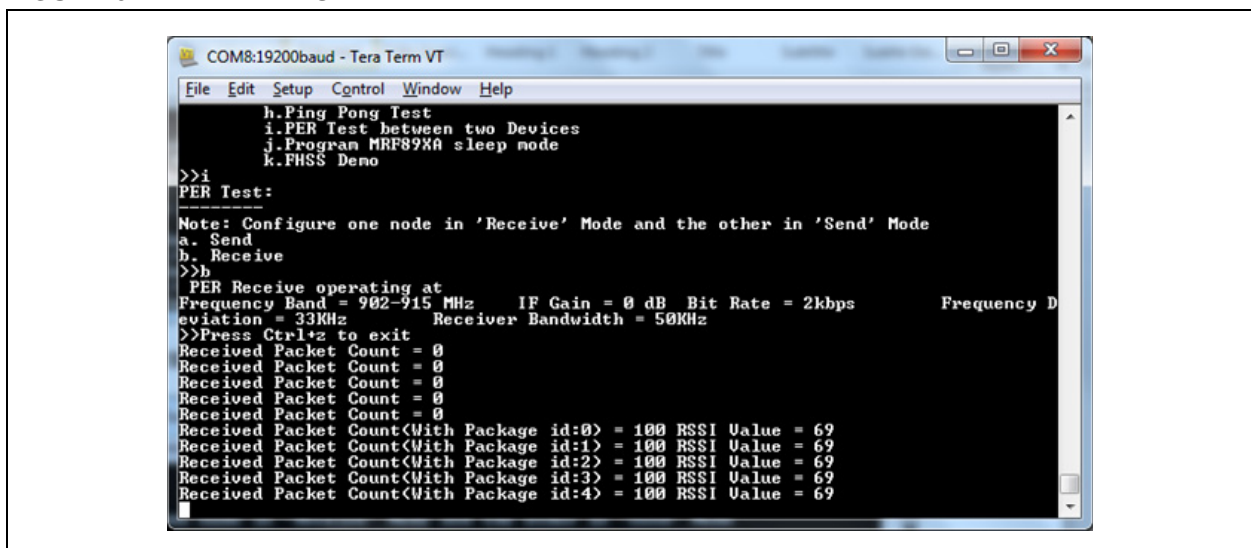 COM8:19200baud - Tera Term VT
File Edit Setup Control Window Help
h.Ping Pong Test
i.PER Test between two Devices
j.Program MRF89XA sleep mode
k.FHSS Demo
>>i
PER Test:
--------
Note: Configure one node in 'Receive' Mode and the other in 'Send' Mode
a. Send
b. Receive
>>b
PER Receive operating at
Frequency Band = 902-915 MHz IF Gain = 0 dB Bit Rate = 2kbps Frequency D
eviation = 33KHz Receiver Bandwidth = 50KHz
>>Press Ctrl+z to exit
Received Packet Count = 0
Received Packet Count = 0
Received Packet Count = 0
Received Packet Count = 0
Received Packet Count = 0
Received Packet Count(With Package id:0) = 100 RSSI Value = 69
Received Packet Count(With Package id:1) = 100 RSSI Value = 69
Received Packet Count(With Package id:2) = 100 RSSI Value = 69
Received Packet Count(With Package id:3) = 100 RSSI Value = 69
Received Packet Count(With Package id:4) = 100 RSSI Value = 69